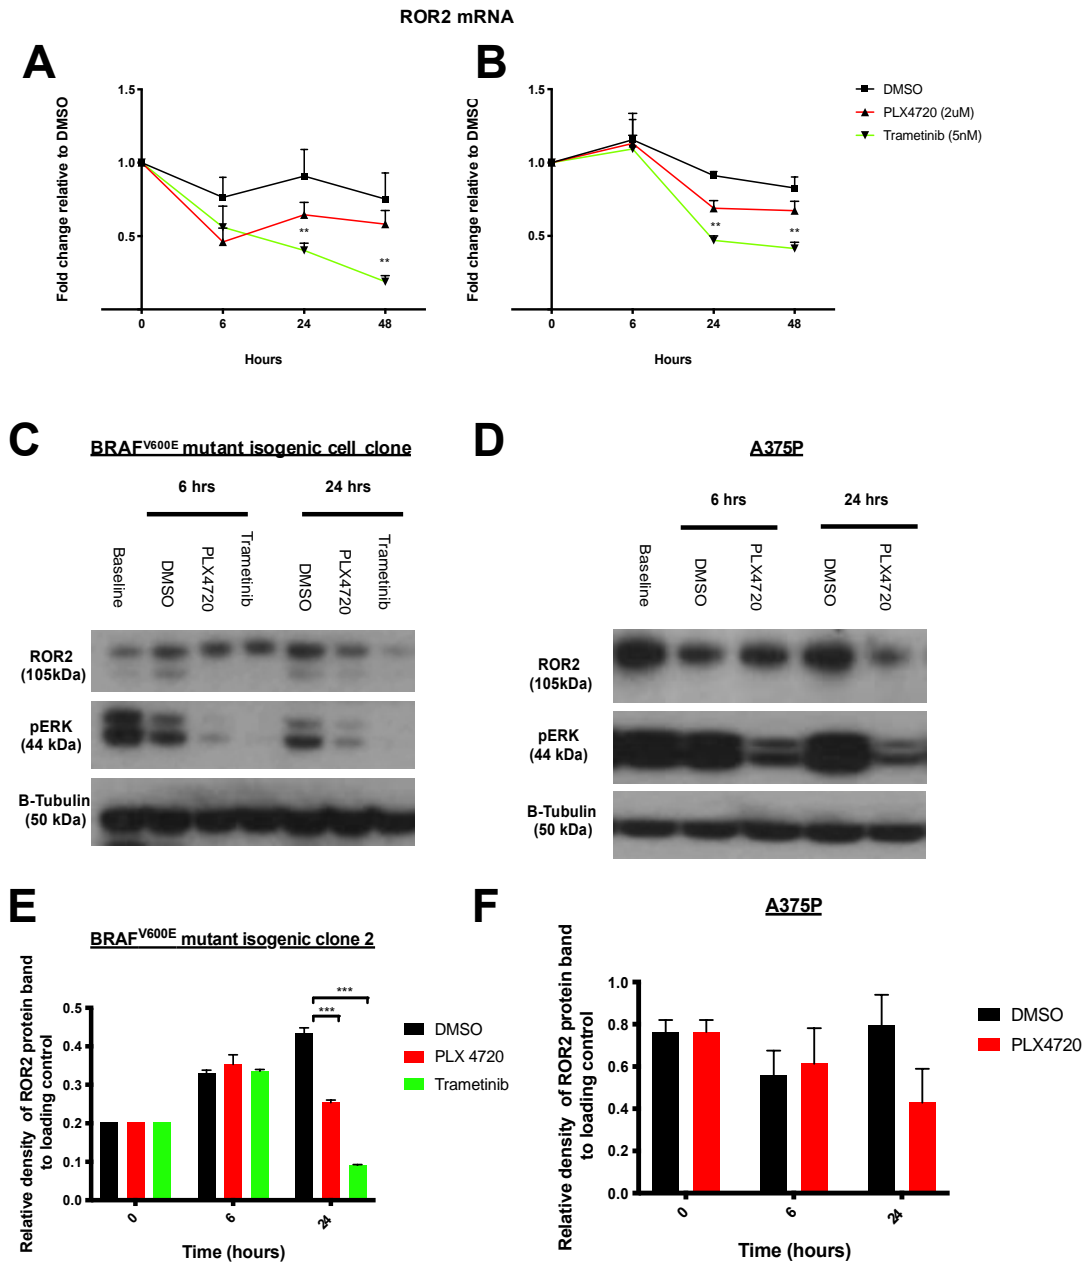 ROR2 mRNA
A
B
Fold change relative to DMSO
1.5
1.0
0.5
0
6
24
48
**
**
Hours
Fold change relative to DMSO
1.5
1.0
0.5
0
6
24
48
**
**
Hours
DMSO
PLX4720 (2uM)
Trametinib (5nM)
C
BRAFV600E mutant isogenic cell clone
6 hrs
24 hrs
Baseline
DMSO
PLX4720
Trametinib
DMSO
PLX4720
Trametinib
ROR2
(105kDa)
pERK
(44 kDa)
B-Tubulin
(50 kDa)
D
A375P
6 hrs
24 hrs
Baseline
DMSO
PLX4720
DMSO
PLX4720
ROR2
(105kDa)
pERK
(44 kDa)
B-Tubulin
(50 kDa)
E
BRAFV600E mutant isogenic clone 2
Relative density of ROR2 protein band
to loading control
0.5
0.4
0.3
0.2
0.1
0.0
0
6
24
***
***
Time (hours)
DMSO
PLX 4720
Trametinib
F
A375P
Relative density of ROR2 protein band
to loading control
1.0
0.8
0.6
0.4
0.2
0.0
0
6
24
Time (hours)
DMSO
PLX4720